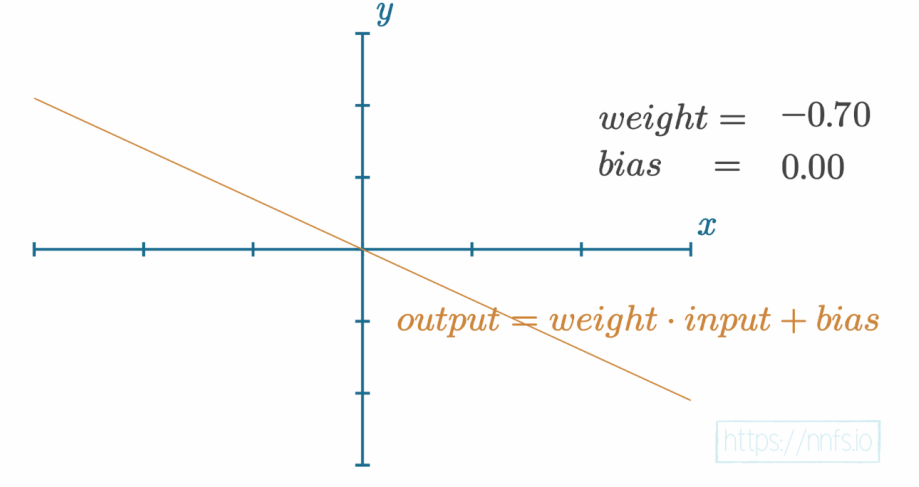 y
weight = −0.70
bias = 0.00
x
output = weight · input + bias
https://nnfs.io